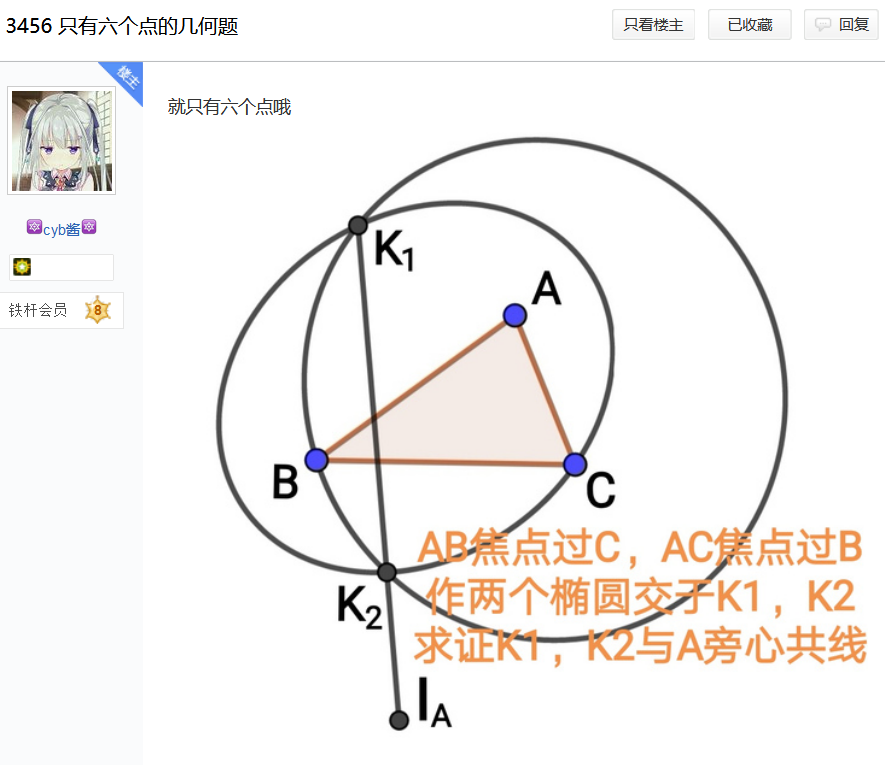 3456 只有六个点的几何题
只看楼主
已收藏
回复
楼主
就只有六个点哦
cyb酱
铁杆会员
8
K1
A
B
C
K2
IA
AB焦点过C，AC焦点过B
作两个椭圆交于K1，K2
求证K1，K2与A旁心共线